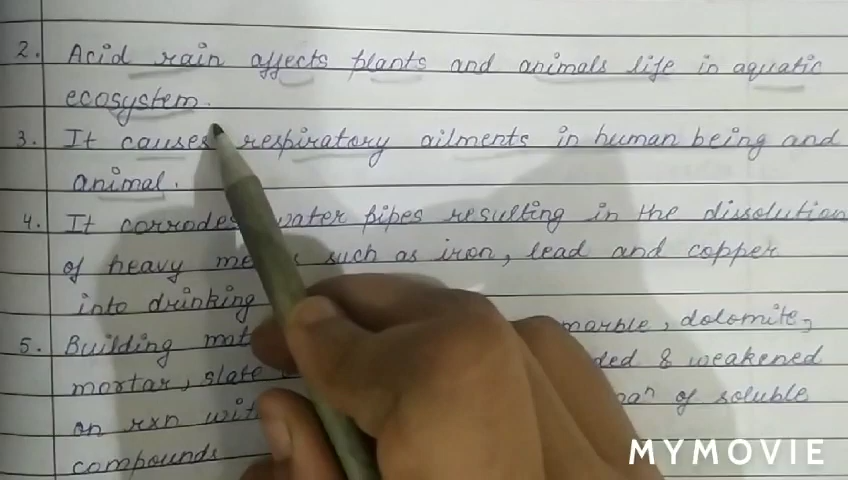 2. Acid rain affects plants and animals life in aquatic
ecosystem.
3. It causes respiratory ailments in human being and
animal.
4. It corrodes water pipes resulting in the dissolution
of heavy such as iron, lead and copper
into drinking
5. Building marble, dolomite,
mortar, slate & weakened
on rxn of soluble
compounds
MYMOVIE